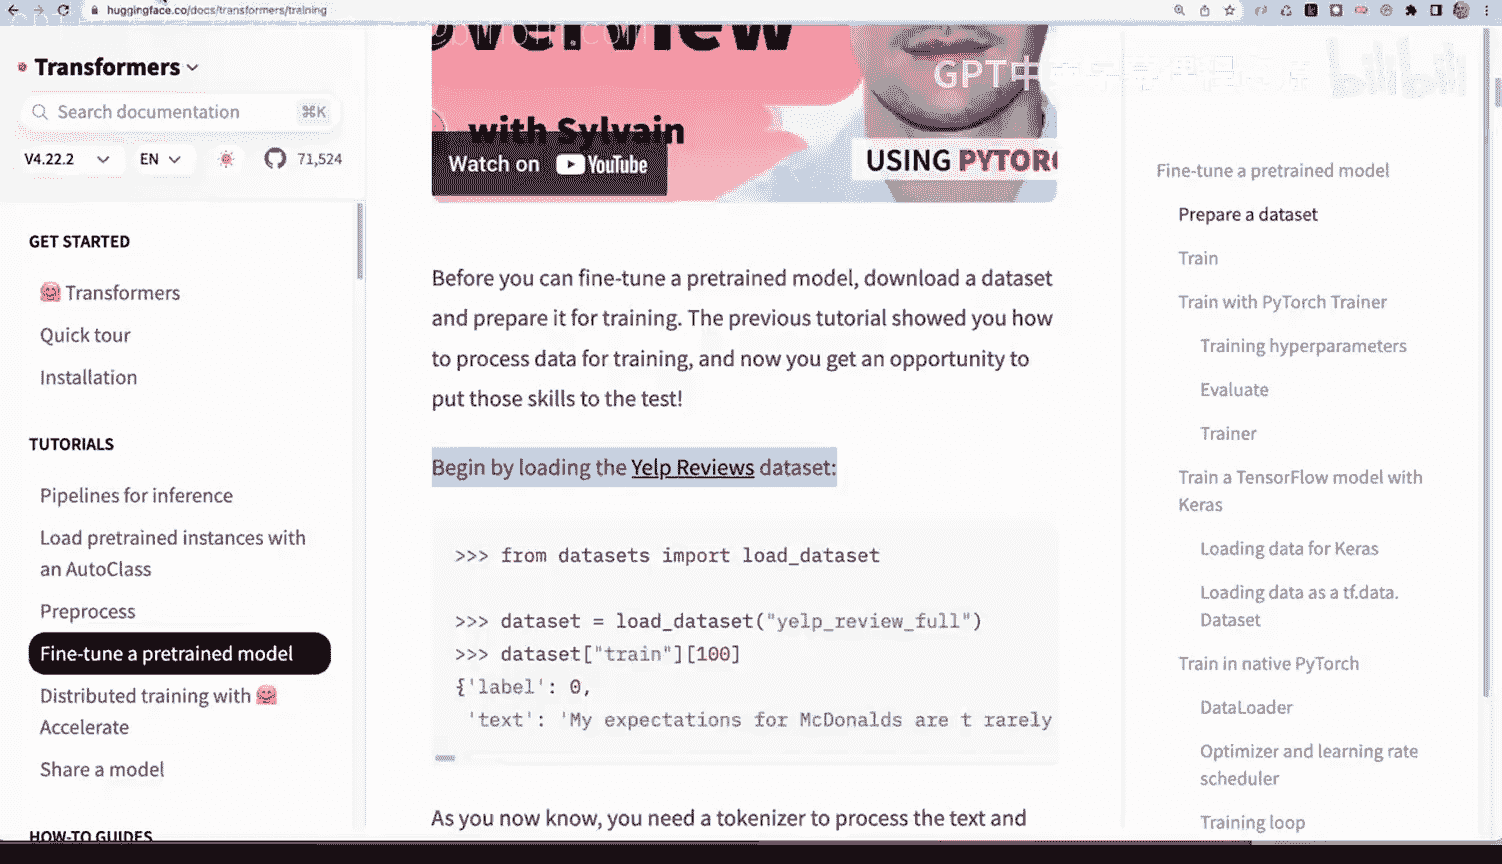 huggingface.co/docs/transformers/training
Transformers
Search documentation
⌘K
V4.22.2
EN
71,524
GET STARTED
🤗 Transformers
Quick tour
Installation
TUTORIALS
Pipelines for inference
Load pretrained instances with
an AutoClass
Preprocess
Fine-tune a pretrained model
Distributed training with 🤗
Accelerate
Share a model
HOW-TO GUIDES
with Sylvain
Watch on YouTube
USING PYTORC
Before you can fine-tune a pretrained model, download a dataset
and prepare it for training. The previous tutorial showed you how
to process data for training, and now you get an opportunity to
put those skills to the test!
Begin by loading the Yelp Reviews dataset:
>>> from datasets import load_dataset
>>> dataset = load_dataset("yelp_review_full")
>>> dataset["train"][100]
{'label': 0,
'text': 'My expectations for McDonalds are t rarely
As you now know, you need a tokenizer to process the text and
GPT中
bilibili
Fine-tune a pretrained model
Prepare a dataset
Train
Train with PyTorch Trainer
Training hyperparameters
Evaluate
Trainer
Train a TensorFlow model with
Keras
Loading data for Keras
Loading data as a tf.data.
Dataset
Train in native PyTorch
DataLoader
Optimizer and learning rate
scheduler
Training loop